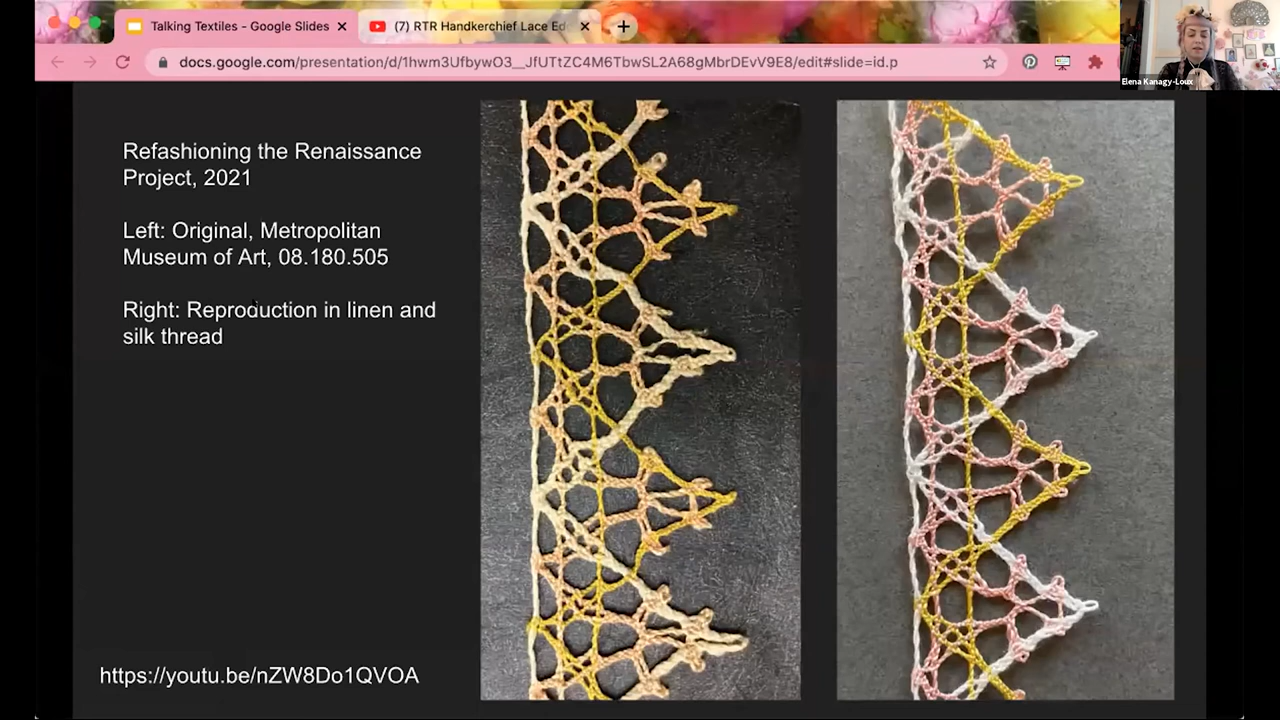 Talking Textiles - Google Slides
(7) RTR Handkerchief Lace Ed
docs.google.com/presentation/d/1hwm3UfbywO3__JfUTtZC4M6TbwSL2A68gMbrDEvV9E8/edit#slide=id.p
Elena Kanagy-Loux
Refashioning the Renaissance
Project, 2021
Left: Original, Metropolitan
Museum of Art, 08.180.505
Right: Reproduction in linen and
silk thread
https://youtu.be/nZW8Do1QVOA